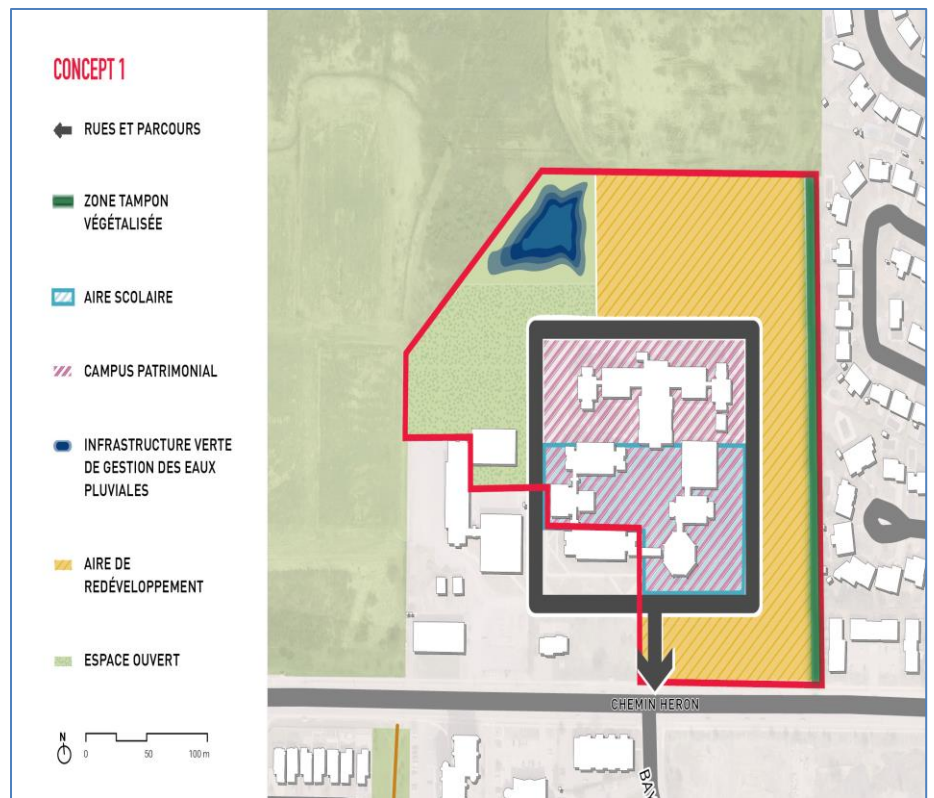 CONCEPT 1
RUES ET PARCOURS
ZONE TAMPON
VÉGÉTALISÉE
AIRE SCOLAIRE
CAMPUS PATRIMONIAL
INFRASTRUCTURE VERTE
DE GESTION DES EAUX
PLUVIALES
AIRE DE
REDÉVELOPPEMENT
ESPACE OUVERT
N
0 50 100 m
CHEMIN HERON
BAY